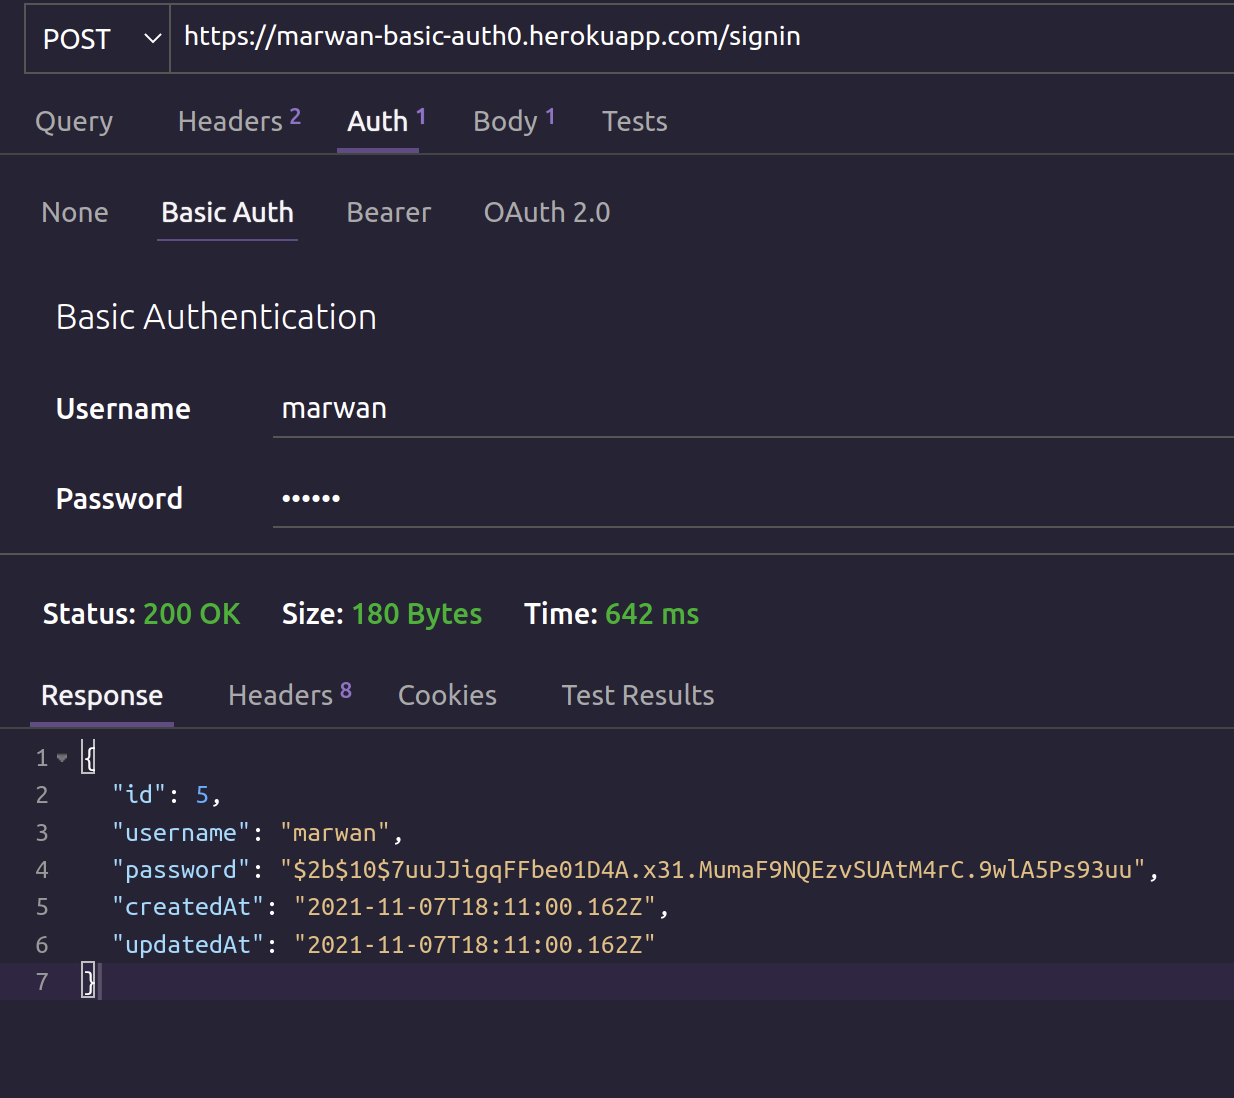 POST https://marwan-basic-auth0.herokuapp.com/signin
Query Headers 2 Auth 1 Body 1 Tests
None Basic Auth Bearer OAuth 2.0
Basic Authentication
Username marwan
Password ••••••
Status: 200 OK Size: 180 Bytes Time: 642 ms
Response Headers 8 Cookies Test Results
1 {
2 "id": 5,
3 "username": "marwan",
4 "password": "$2b$10$7uuJJigqFFbe01D4A.x31.MumaF9NQEzvSUAtM4rC.9wlA5Ps93uu",
5 "createdAt": "2021-11-07T18:11:00.162Z",
6 "updatedAt": "2021-11-07T18:11:00.162Z"
7 }